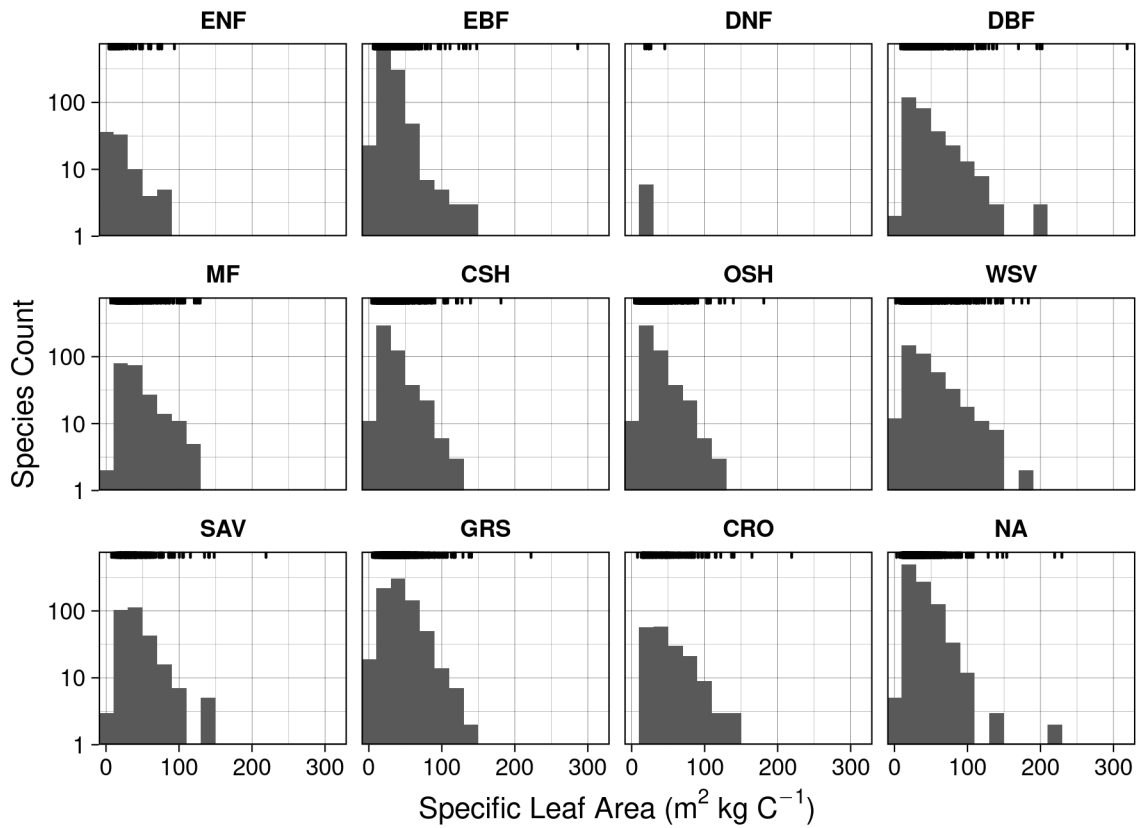 ENF EBF DNF DBF
100
10
1
MF CSH OSH WSV
100
10
1
SAV GRS CRO NA
100
10
1
0 100 200 300 0 100 200 300 0 100 200 300 0 100 200 300
Species Count
Specific Leaf Area (m² kg C⁻¹)